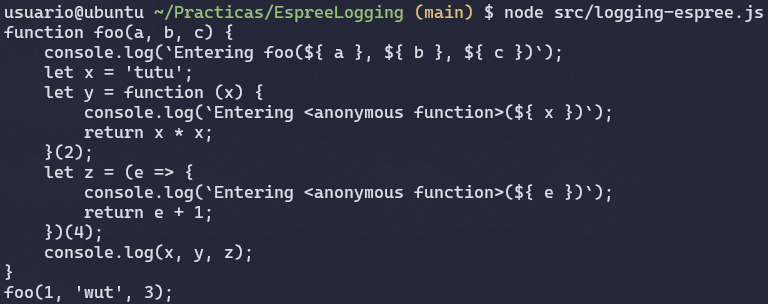 usuario@ubuntu ~/Practicas/EspreeLogging (main) $ node src/logging-espree.js
function foo(a, b, c) {
    console.log(`Entering foo(${ a }, ${ b }, ${ c })`);
    let x = 'tutu';
    let y = function (x) {
        console.log(`Entering <anonymous function>(${ x })`);
        return x * x;
    }(2);
    let z = (e => {
        console.log(`Entering <anonymous function>(${ e })`);
        return e + 1;
    })(4);
    console.log(x, y, z);
}
foo(1, 'wut', 3);